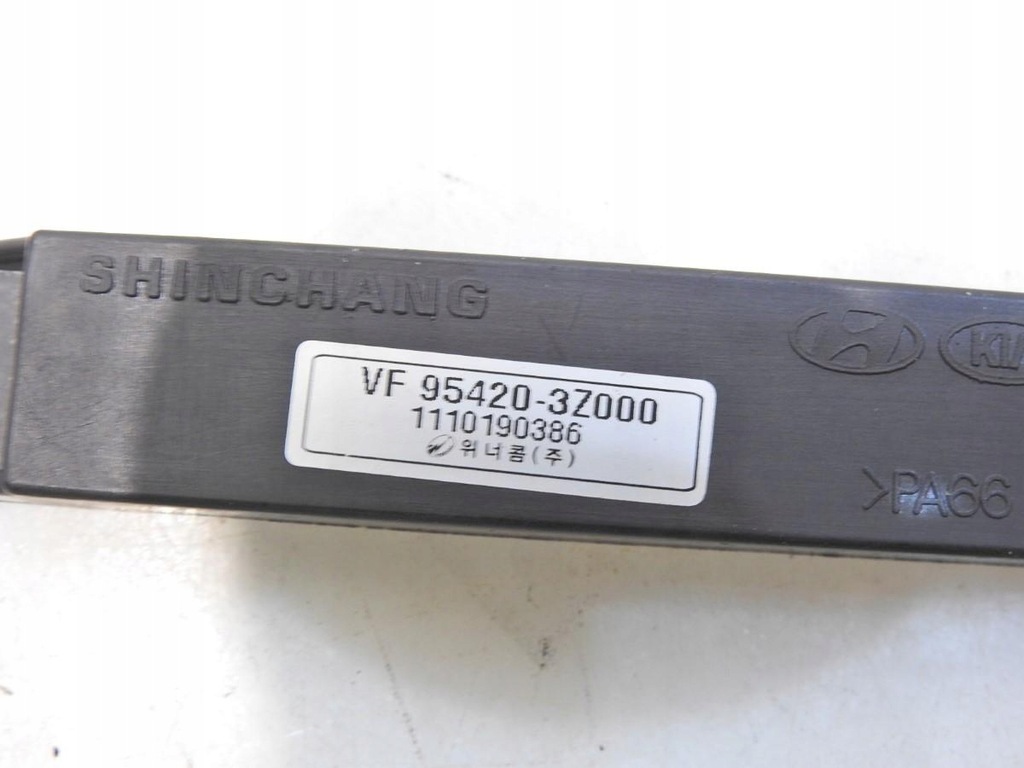 SHINCHANG
KIA
VF 95420-3Z000
1110190386
위너콤(주)
>PA66